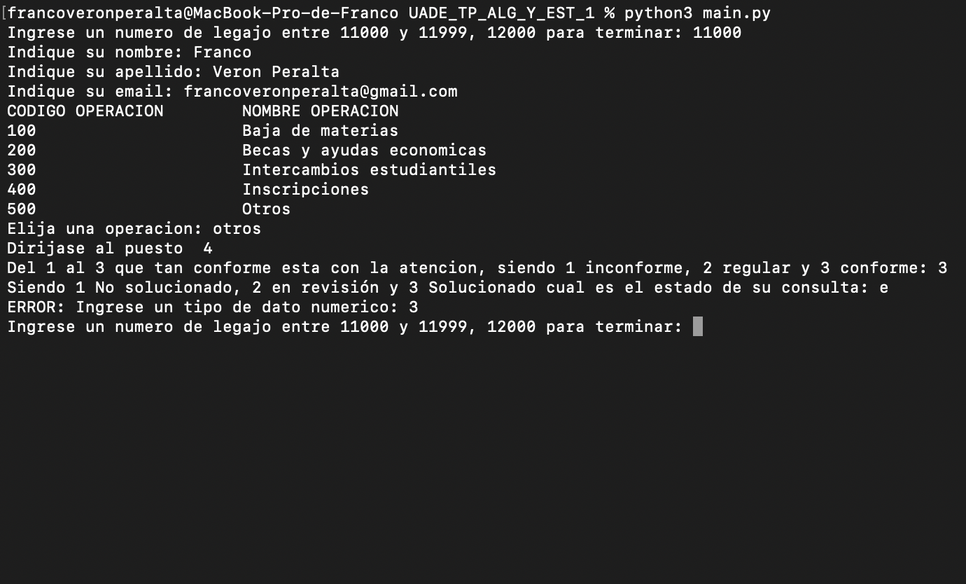 [francoveronperalta@MacBook-Pro-de-Franco UADE_TP_ALG_Y_EST_1 % python3 main.py
Ingrese un numero de legajo entre 11000 y 11999, 12000 para terminar: 11000
Indique su nombre: Franco
Indique su apellido: Veron Peralta
Indique su email: francoveronperalta@gmail.com
CODIGO OPERACION        NOMBRE OPERACION
100                     Baja de materias
200                     Becas y ayudas economicas
300                     Intercambios estudiantiles
400                     Inscripciones
500                     Otros
Elija una operacion: otros
Dirijase al puesto  4
Del 1 al 3 que tan conforme esta con la atencion, siendo 1 inconforme, 2 regular y 3 conforme: 3
Siendo 1 No solucionado, 2 en revisión y 3 Solucionado cual es el estado de su consulta: e
ERROR: Ingrese un tipo de dato numerico: 3
Ingrese un numero de legajo entre 11000 y 11999, 12000 para terminar: